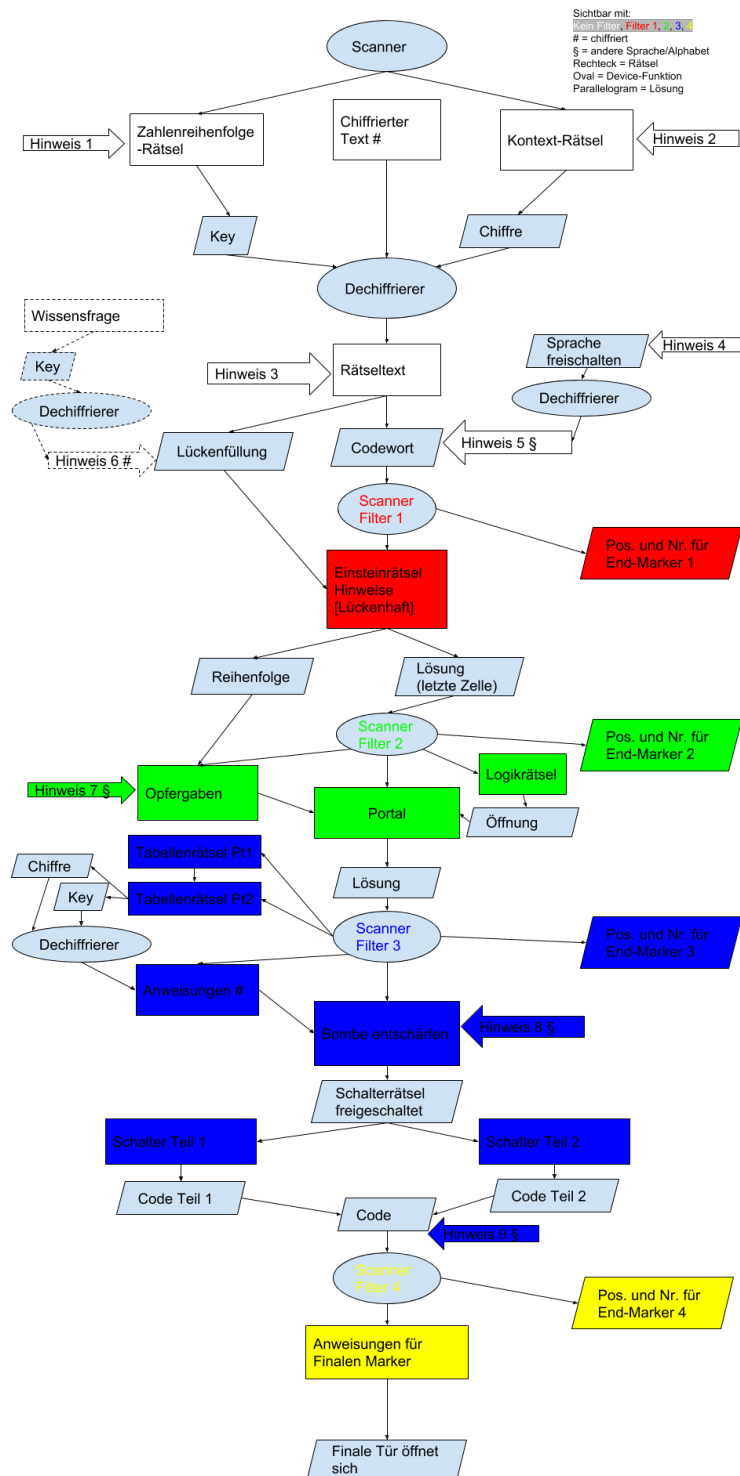 Sichtbar mit:
Kein Filter, Filter 1, 2, 3, 4
# = chiffriert
§ = andere Sprache/Alphabet
Rechteck = Rätsel
Oval = Device-Funktion
Parallelogram = Lösung
Scanner
Hinweis 1
Zahlenreihenfolge
-Rätsel
Chiffrierter
Text #
Kontext-Rätsel
Hinweis 2
Key
Chiffre
Dechiffrierer
Wissensfrage
Key
Dechiffrierer
Hinweis 6 #
Hinweis 3
Rätseltext
Sprache
freischalten
Hinweis 4
Dechiffrierer
Lückenfüllung
Codewort
Hinweis 5 §
Scanner
Filter 1
Pos. und Nr. für
End-Marker 1
Einsteinrätsel
Hinweise
[Lückenhaft]
Reihenfolge
Lösung
(letzte Zelle)
Scanner
Filter 2
Pos. und Nr. für
End-Marker 2
Hinweis 7 §
Opfergaben
Portal
Logikrätsel
Öffnung
Tabellenrätsel Pt1
Chiffre
Key
Tabellenrätsel Pt2
Lösung
Dechiffrierer
Scanner
Filter 3
Pos. und Nr. für
End-Marker 3
Anweisungen #
Bombe entschärfen
Hinweis 8 §
Schalterrätsel
freigeschaltet
Schalter Teil 1
Schalter Teil 2
Code Teil 1
Code Teil 2
Code
Hinweis 9 §
Scanner
Filter 4
Pos. und Nr. für
End-Marker 4
Anweisungen für
Finalen Marker
Finale Tür öffnet
sich